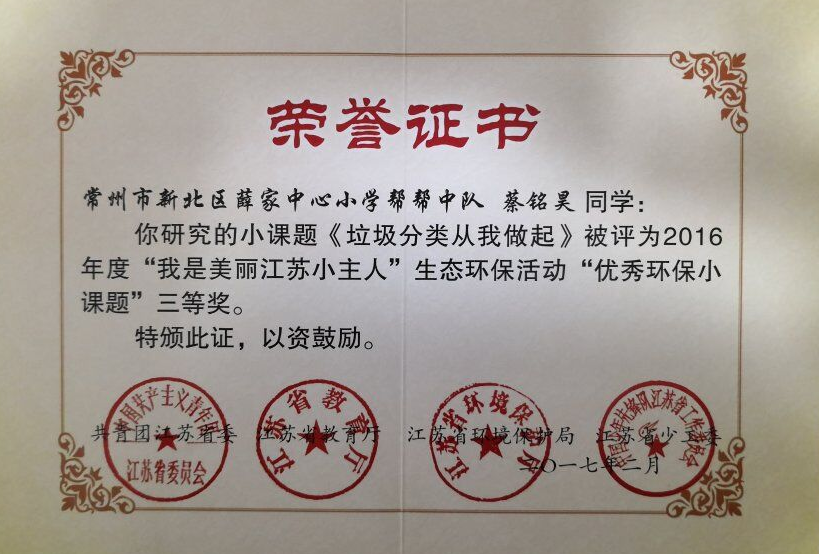 荣誉证书
常州市新北区薛家中心小学帮帮中队 蔡铭昊 同学：
你研究的小课题《垃圾分类从我做起》被评为2016
年度“我是美丽江苏小主人”生态环保活动“优秀环保小
课题”三等奖。
特颁此证，以资鼓励。
共青团江苏省委 江苏省教育厅 江苏省环境保护局 江苏省少工委
二〇一七年二月
中国共产主义青年团
江苏省委员会
江苏省教育厅
江苏省环境保
中国少年先锋队江苏省工作委员会